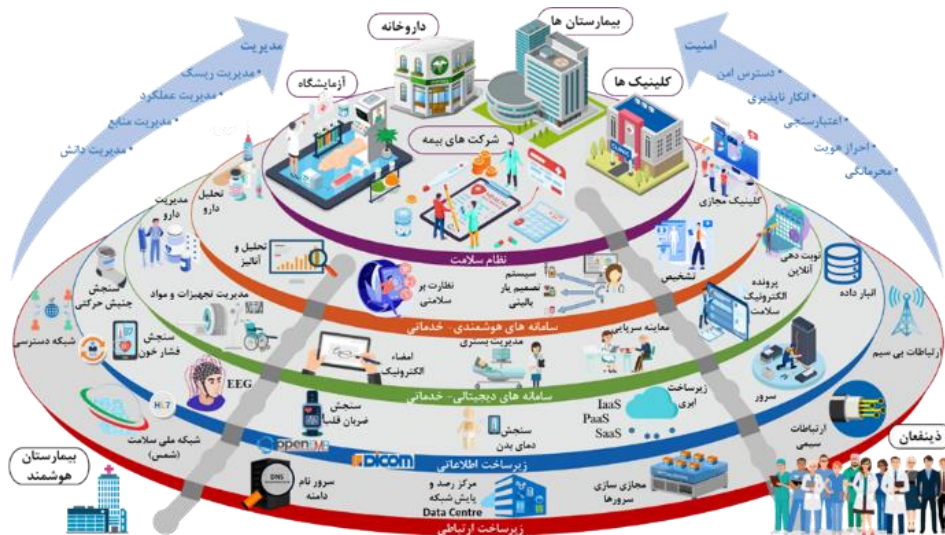 بیمارستان ها
داروخانه
مدیریت
امنیت
• مدیریت ریسک
• مدیریت عملکرد
• مدیریت منابع
• مدیریت دانش
• دسترس امن
• انکار ناپذیری
• اعتبارسنجی
• احراز هویت
• محرمانگی
آزمایشگاه
کلینیک ها
شرکت های بیمه
نظام سلامت
کلینیک مجازی
تحلیل
دارو
مدیریت
دارو
تحلیل و
آنالیز
نظارت بر
سلامتی
سیستم
تصمیم یار
بالینی
تشخیص
نوبت دهی
آنلاین
سامانه های هوشمندی- خدماتی
انبار داده
پرونده
الکترونیک
سلامت
سنجش
جنبش حرکتی
مدیریت تجهیزات و مواد
امضاء
الکترونیک
مدیریت بستری
معاینه سرپایی
سامانه های دیجیتالی- خدماتی
ارتباطات بی سیم
شبکه دسترسی
سنجش
فشار خون
EEG
سنجش
ضربان قلب
سنجش
دمای بدن
زیرساخت
ابری
IaaS
PaaS
SaaS
سرور
ارتباطات
سیمی
HL7
شبکه ملی سلامت
(شمس)
DICOM
زیرساخت اطلاعاتی
بیمارستان
هوشمند
ذینفعان
DNS
سرور نام
دامنه
مرکز رصد و
پایش شبکه
Data Centre
مجازی سازی
سرورها
زیرساخت ارتباطی